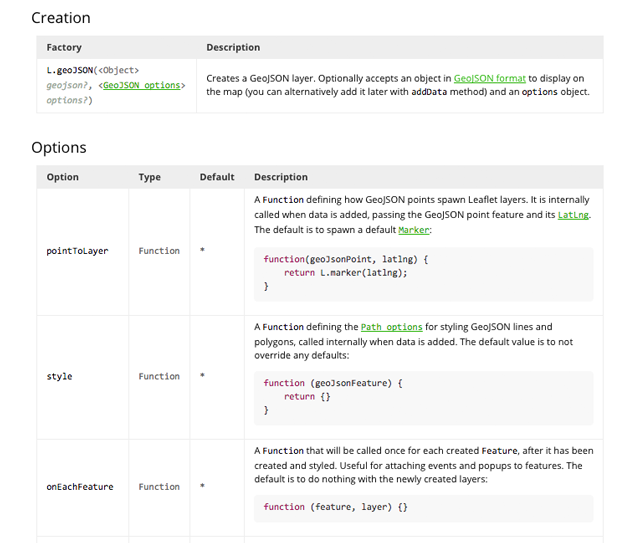 Creation
Factory Description
L.geoJSON(<Object>
geojson?, <GeoJSON options>
options?)
Creates a GeoJSON layer. Optionally accepts an object in GeoJSON format to display on
the map (you can alternatively add it later with addData method) and an options object.
Options
Option Type Default Description
pointToLayer Function *
A Function defining how GeoJSON points spawn Leaflet layers. It is internally
called when data is added, passing the GeoJSON point feature and its LatLng.
The default is to spawn a default Marker:
function(geoJsonPoint, latlng) {
    return L.marker(latlng);
}
style Function *
A Function defining the Path options for styling GeoJSON lines and
polygons, called internally when data is added. The default value is to not
override any defaults:
function (geoJsonFeature) {
    return {}
}
onEachFeature Function *
A Function that will be called once for each created Feature, after it has been
created and styled. Useful for attaching events and popups to features. The
default is to do nothing with the newly created layers:
function (feature, layer) {}